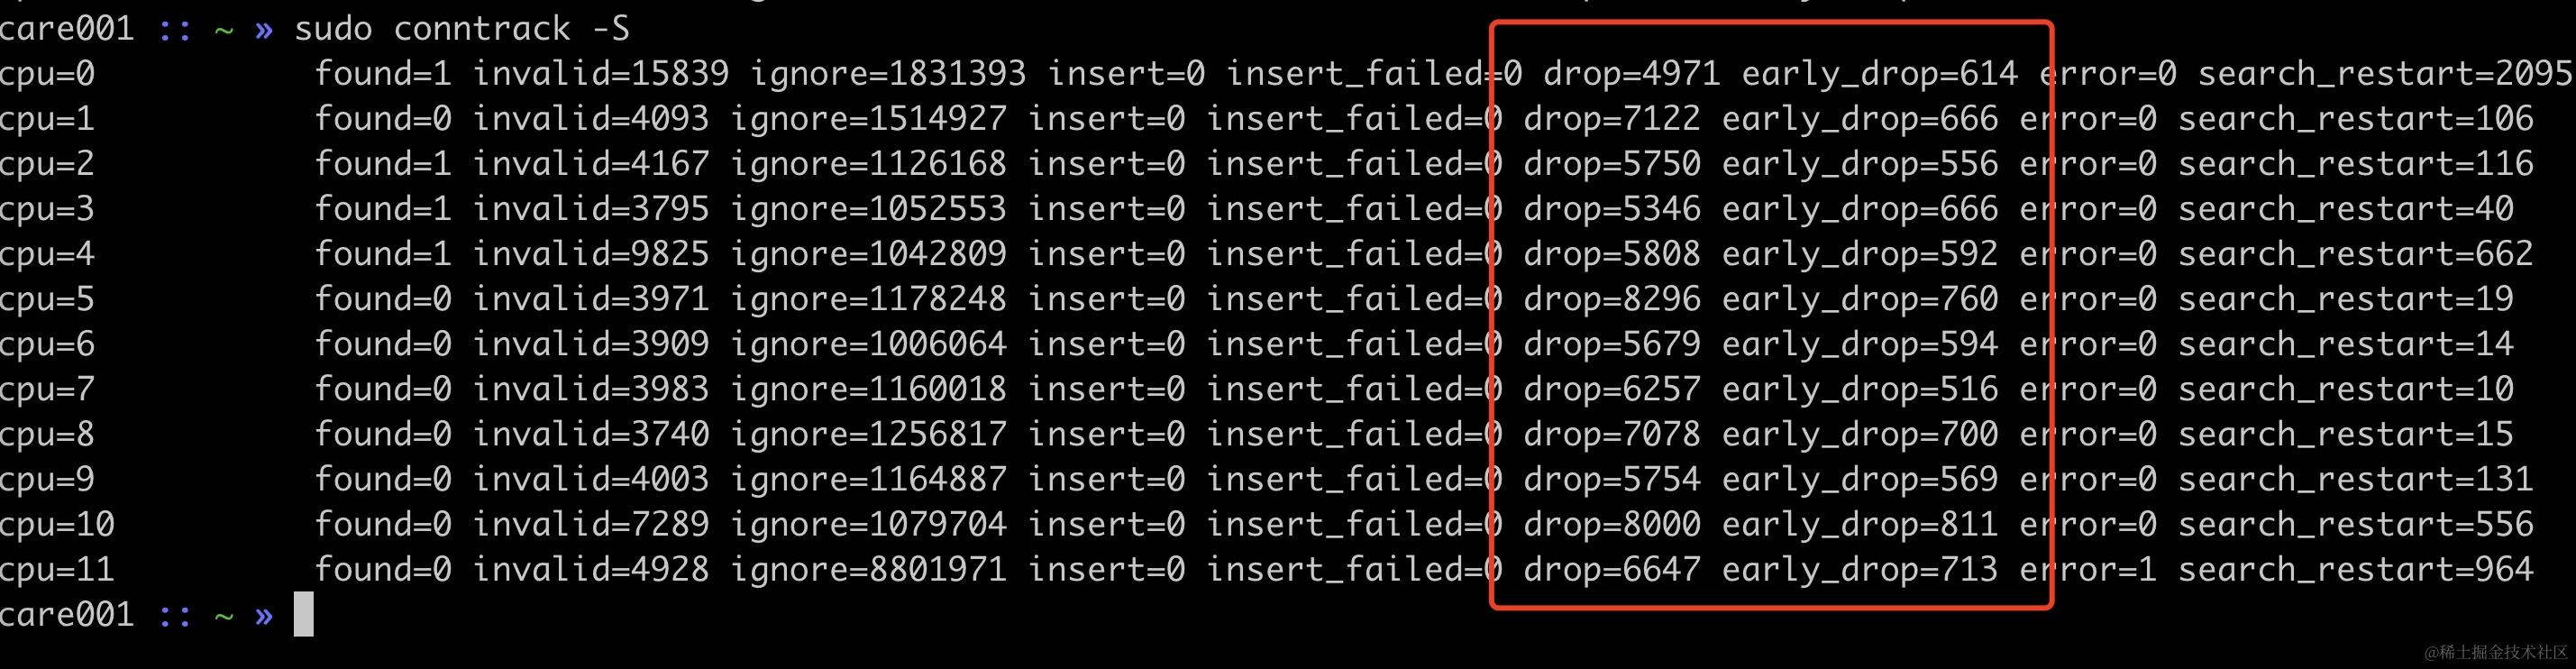 care001 :: ~ » sudo conntrack -S
cpu=0 found=1 invalid=15839 ignore=1831393 insert=0 insert_failed=0 drop=4971 early_drop=614 error=0 search_restart=2095
cpu=1 found=0 invalid=4093 ignore=1514927 insert=0 insert_failed=0 drop=7122 early_drop=666 error=0 search_restart=106
cpu=2 found=1 invalid=4167 ignore=1126168 insert=0 insert_failed=0 drop=5750 early_drop=556 error=0 search_restart=116
cpu=3 found=1 invalid=3795 ignore=1052553 insert=0 insert_failed=0 drop=5346 early_drop=666 error=0 search_restart=40
cpu=4 found=1 invalid=9825 ignore=1042809 insert=0 insert_failed=0 drop=5808 early_drop=592 error=0 search_restart=662
cpu=5 found=0 invalid=3971 ignore=1178248 insert=0 insert_failed=0 drop=8296 early_drop=760 error=0 search_restart=19
cpu=6 found=0 invalid=3909 ignore=1006064 insert=0 insert_failed=0 drop=5679 early_drop=594 error=0 search_restart=14
cpu=7 found=0 invalid=3983 ignore=1160018 insert=0 insert_failed=0 drop=6257 early_drop=516 error=0 search_restart=10
cpu=8 found=0 invalid=3740 ignore=1256817 insert=0 insert_failed=0 drop=7078 early_drop=700 error=0 search_restart=15
cpu=9 found=0 invalid=4003 ignore=1164887 insert=0 insert_failed=0 drop=5754 early_drop=569 error=0 search_restart=131
cpu=10 found=0 invalid=7289 ignore=1079704 insert=0 insert_failed=0 drop=8000 early_drop=811 error=0 search_restart=556
cpu=11 found=0 invalid=4928 ignore=8801971 insert=0 insert_failed=0 drop=6647 early_drop=713 error=1 search_restart=964
care001 :: ~ »
@稀土掘金技术社区